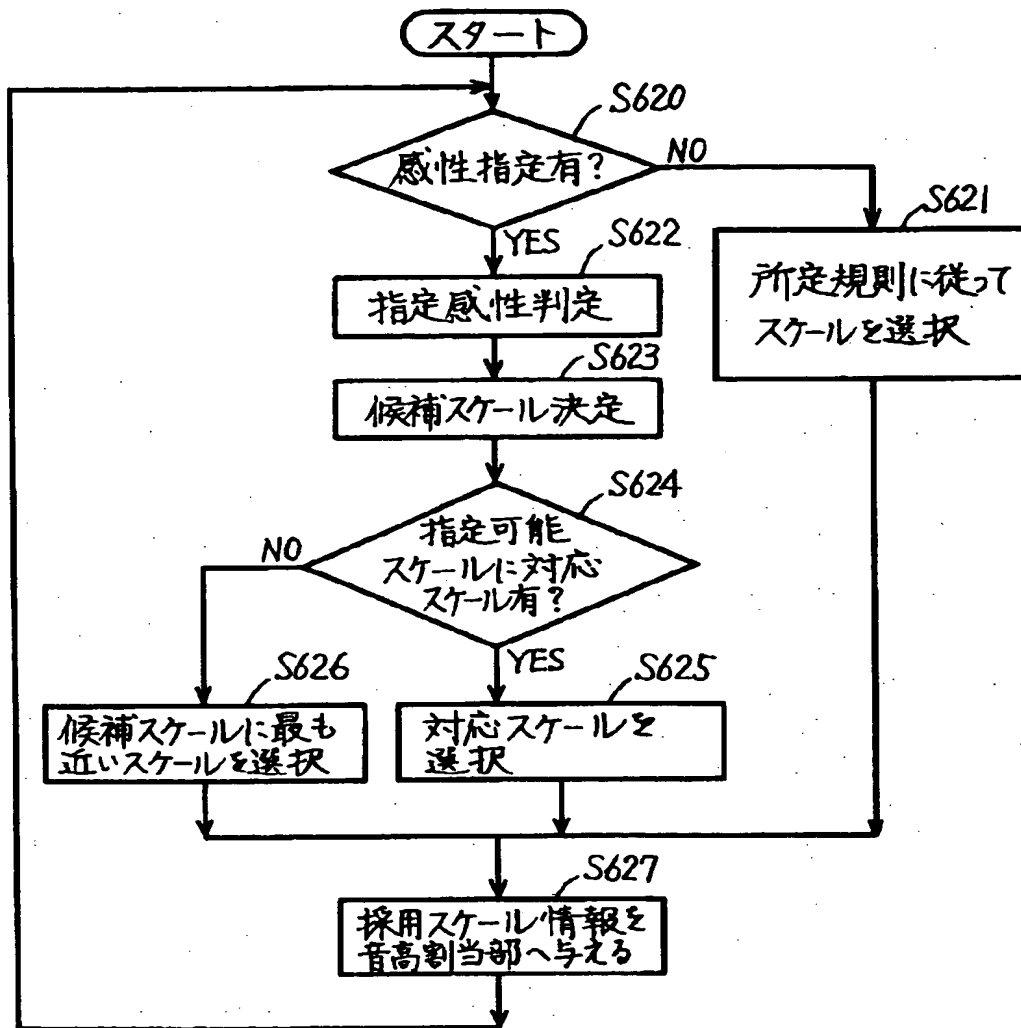 スタート
S620
感性指定有?
NO
YES
S621
所定規則に従って
スケールを選択
S622
指定感性判定
S623
候補スケール決定
S624
指定可能
スケールに対応
スケール有?
NO
YES
S626
候補スケールに最も
近いスケールを選択
S625
対応スケールを
選択
S627
採用スケール情報を
音高割当部へ与える